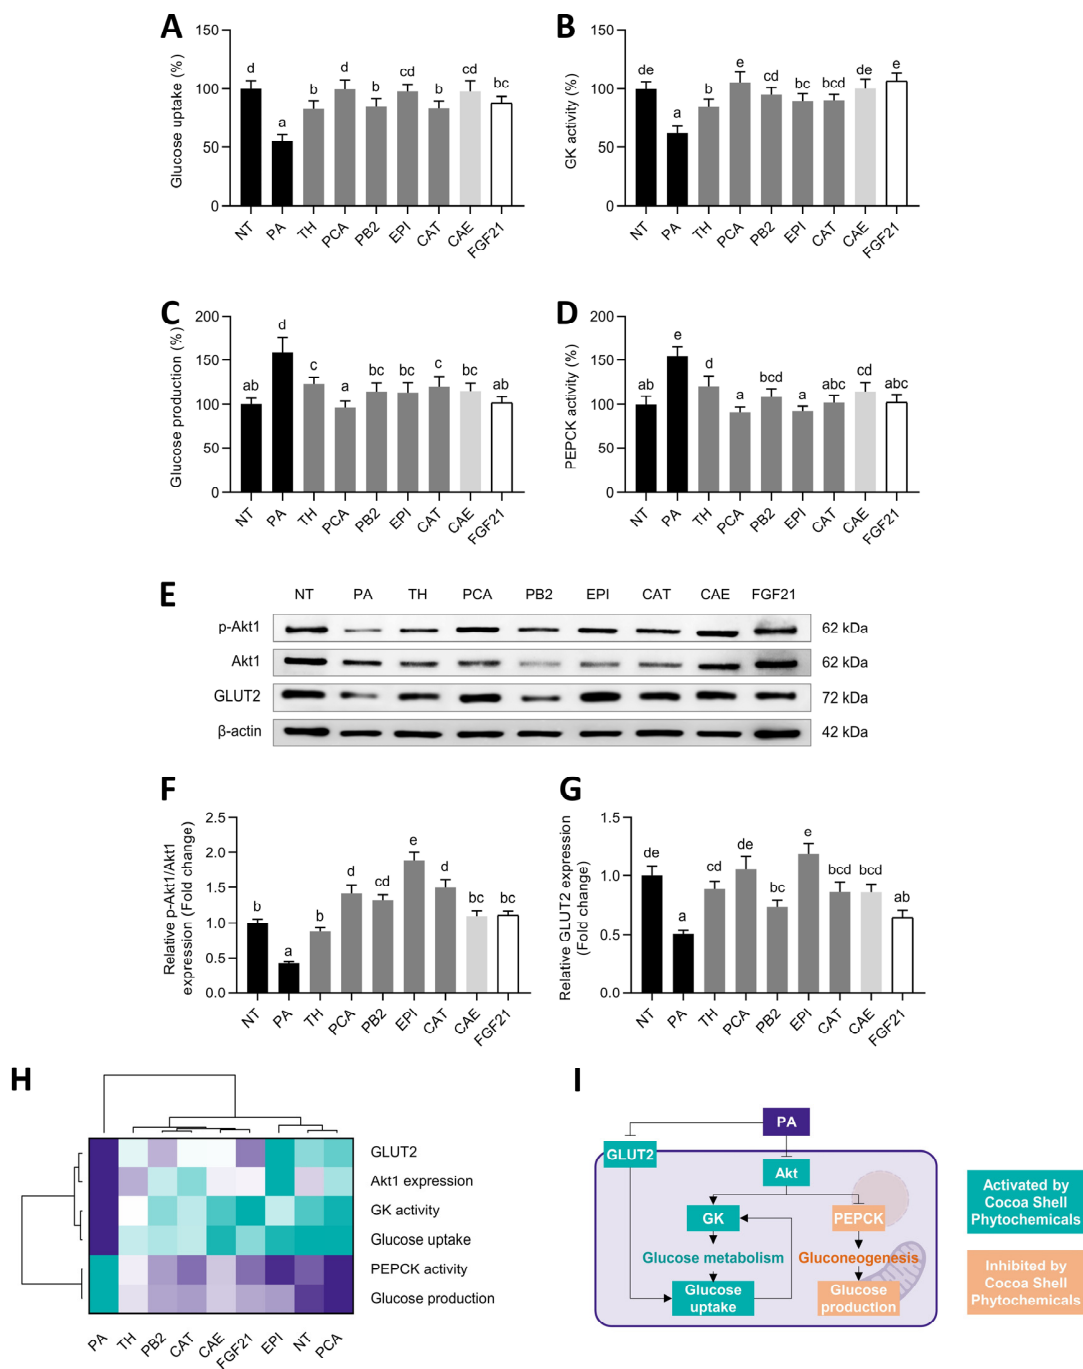 A
Glucose uptake (%)
150
100
50
0
d
a
b
d
b
cd
b
cd
bc
NT
PA
TH
PCA
PB2
EPI
CAT
CAE
FGF21
B
GK activity (%)
150
100
50
0
de
a
b
e
cd
bc
bcd
de
e
NT
PA
TH
PCA
PB2
EPI
CAT
CAE
FGF21
C
Glucose production (%)
200
150
100
50
0
ab
d
c
a
bc
bc
c
bc
ab
NT
PA
TH
PCA
PB2
EPI
CAT
CAE
FGF21
D
PEPCK activity (%)
200
150
100
50
0
ab
e
d
a
bcd
a
abc
cd
abc
NT
PA
TH
PCA
PB2
EPI
CAT
CAE
FGF21
E
NT PA TH PCA PB2 EPI CAT CAE FGF21
p-Akt1 62 kDa
Akt1 62 kDa
GLUT2 72 kDa
β-actin 42 kDa
F
Relative p-Akt1/Akt1
expression (Fold change)
2.5
2.0
1.5
1.0
0.5
0.0
b
a
b
d
cd
e
d
bc
bc
NT
PA
TH
PCA
PB2
EPI
CAT
CAE
FGF21
G
Relative GLUT2 expression
(Fold change)
1.5
1.0
0.5
0.0
de
a
cd
de
bc
e
bcd
bcd
ab
NT
PA
TH
PCA
PB2
EPI
CAT
CAE
FGF21
H
GLUT2
Akt1 expression
GK activity
Glucose uptake
PEPCK activity
Glucose production
PA
TH
PB2
CAT
CAE
FGF21
EPI
NT
PCA
I
PA
GLUT2
Akt
GK
PEPCK
Glucose metabolism
Gluconeogenesis
Glucose
uptake
Glucose
production
Activated by
Cocoa Shell
Phytochemicals
Inhibited by
Cocoa Shell
Phytochemicals